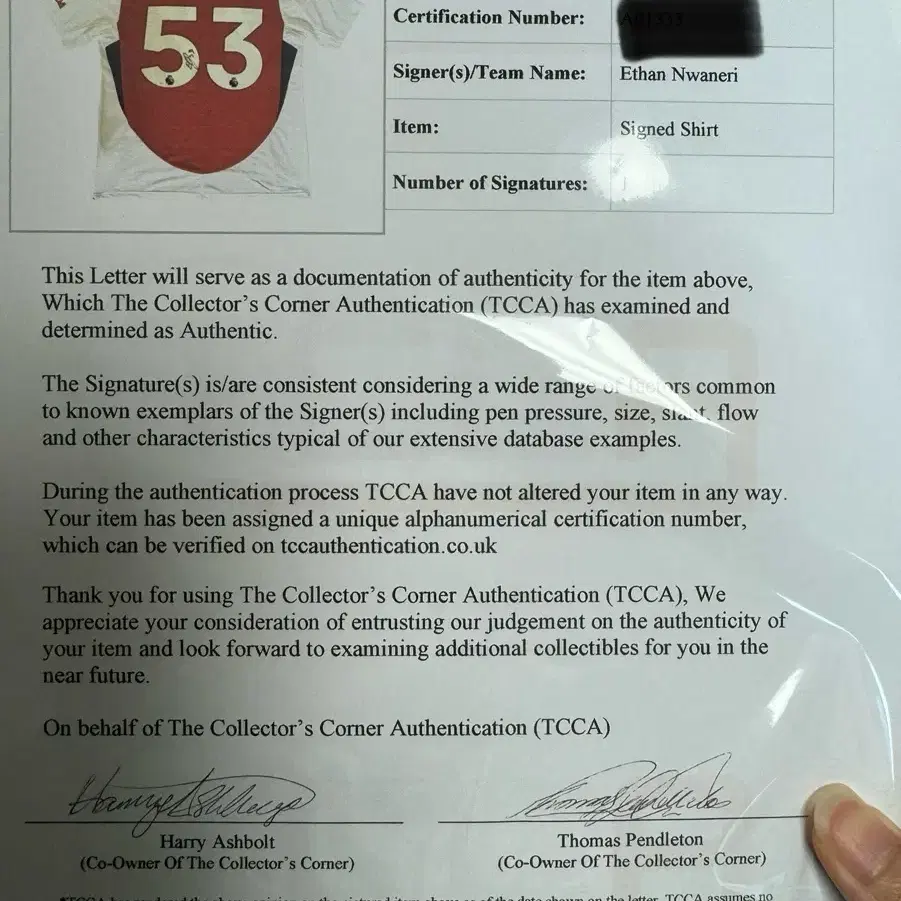 53
Certification Number:
Signer(s)/Team Name: Ethan Nwaneri
Item: Signed Shirt
Number of Signatures: 1
This Letter will serve as a documentation of authenticity for the item above,
Which The Collector's Corner Authentication (TCCA) has examined and
determined as Authentic.
The Signature(s) is/are consistent considering a wide range of factors common
to known exemplars of the Signer(s) including pen pressure, size, slant, flow
and other characteristics typical of our extensive database examples.
During the authentication process TCCA have not altered your item in any way.
Your item has been assigned a unique alphanumerical certification number,
which can be verified on tccauthentication.co.uk
Thank you for using The Collector's Corner Authentication (TCCA), We
appreciate your consideration of entrusting our judgement on the authenticity of
your item and look forward to examining additional collectibles for you in the
near future.
On behalf of The Collector's Corner Authentication (TCCA)
Harry Ashbolt
(Co-Owner Of The Collector's Corner)
Thomas Pendleton
(Co-Owner Of The Collector's Corner)